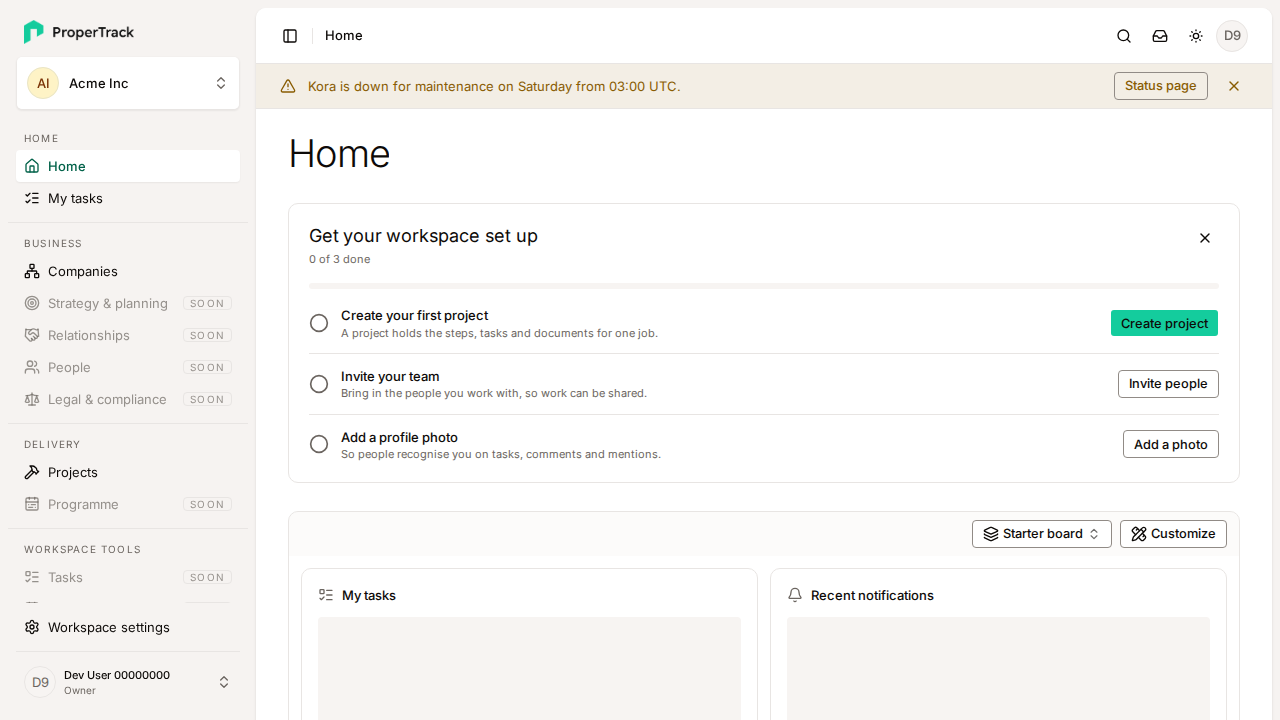 ProperTrack
AI
Acme Inc
HOME
Home
My tasks
BUSINESS
Companies
Strategy & planning SOON
Relationships SOON
People SOON
Legal & compliance SOON
DELIVERY
Projects
Programme SOON
WORKSPACE TOOLS
Tasks SOON
Workspace settings
D9
Dev User 00000000
Owner
Home
D9
Kora is down for maintenance on Saturday from 03:00 UTC.
Status page
Home
Get your workspace set up
0 of 3 done
Create your first project
A project holds the steps, tasks and documents for one job.
Create project
Invite your team
Bring in the people you work with, so work can be shared.
Invite people
Add a profile photo
So people recognise you on tasks, comments and mentions.
Add a photo
Starter board
Customize
My tasks
Recent notifications